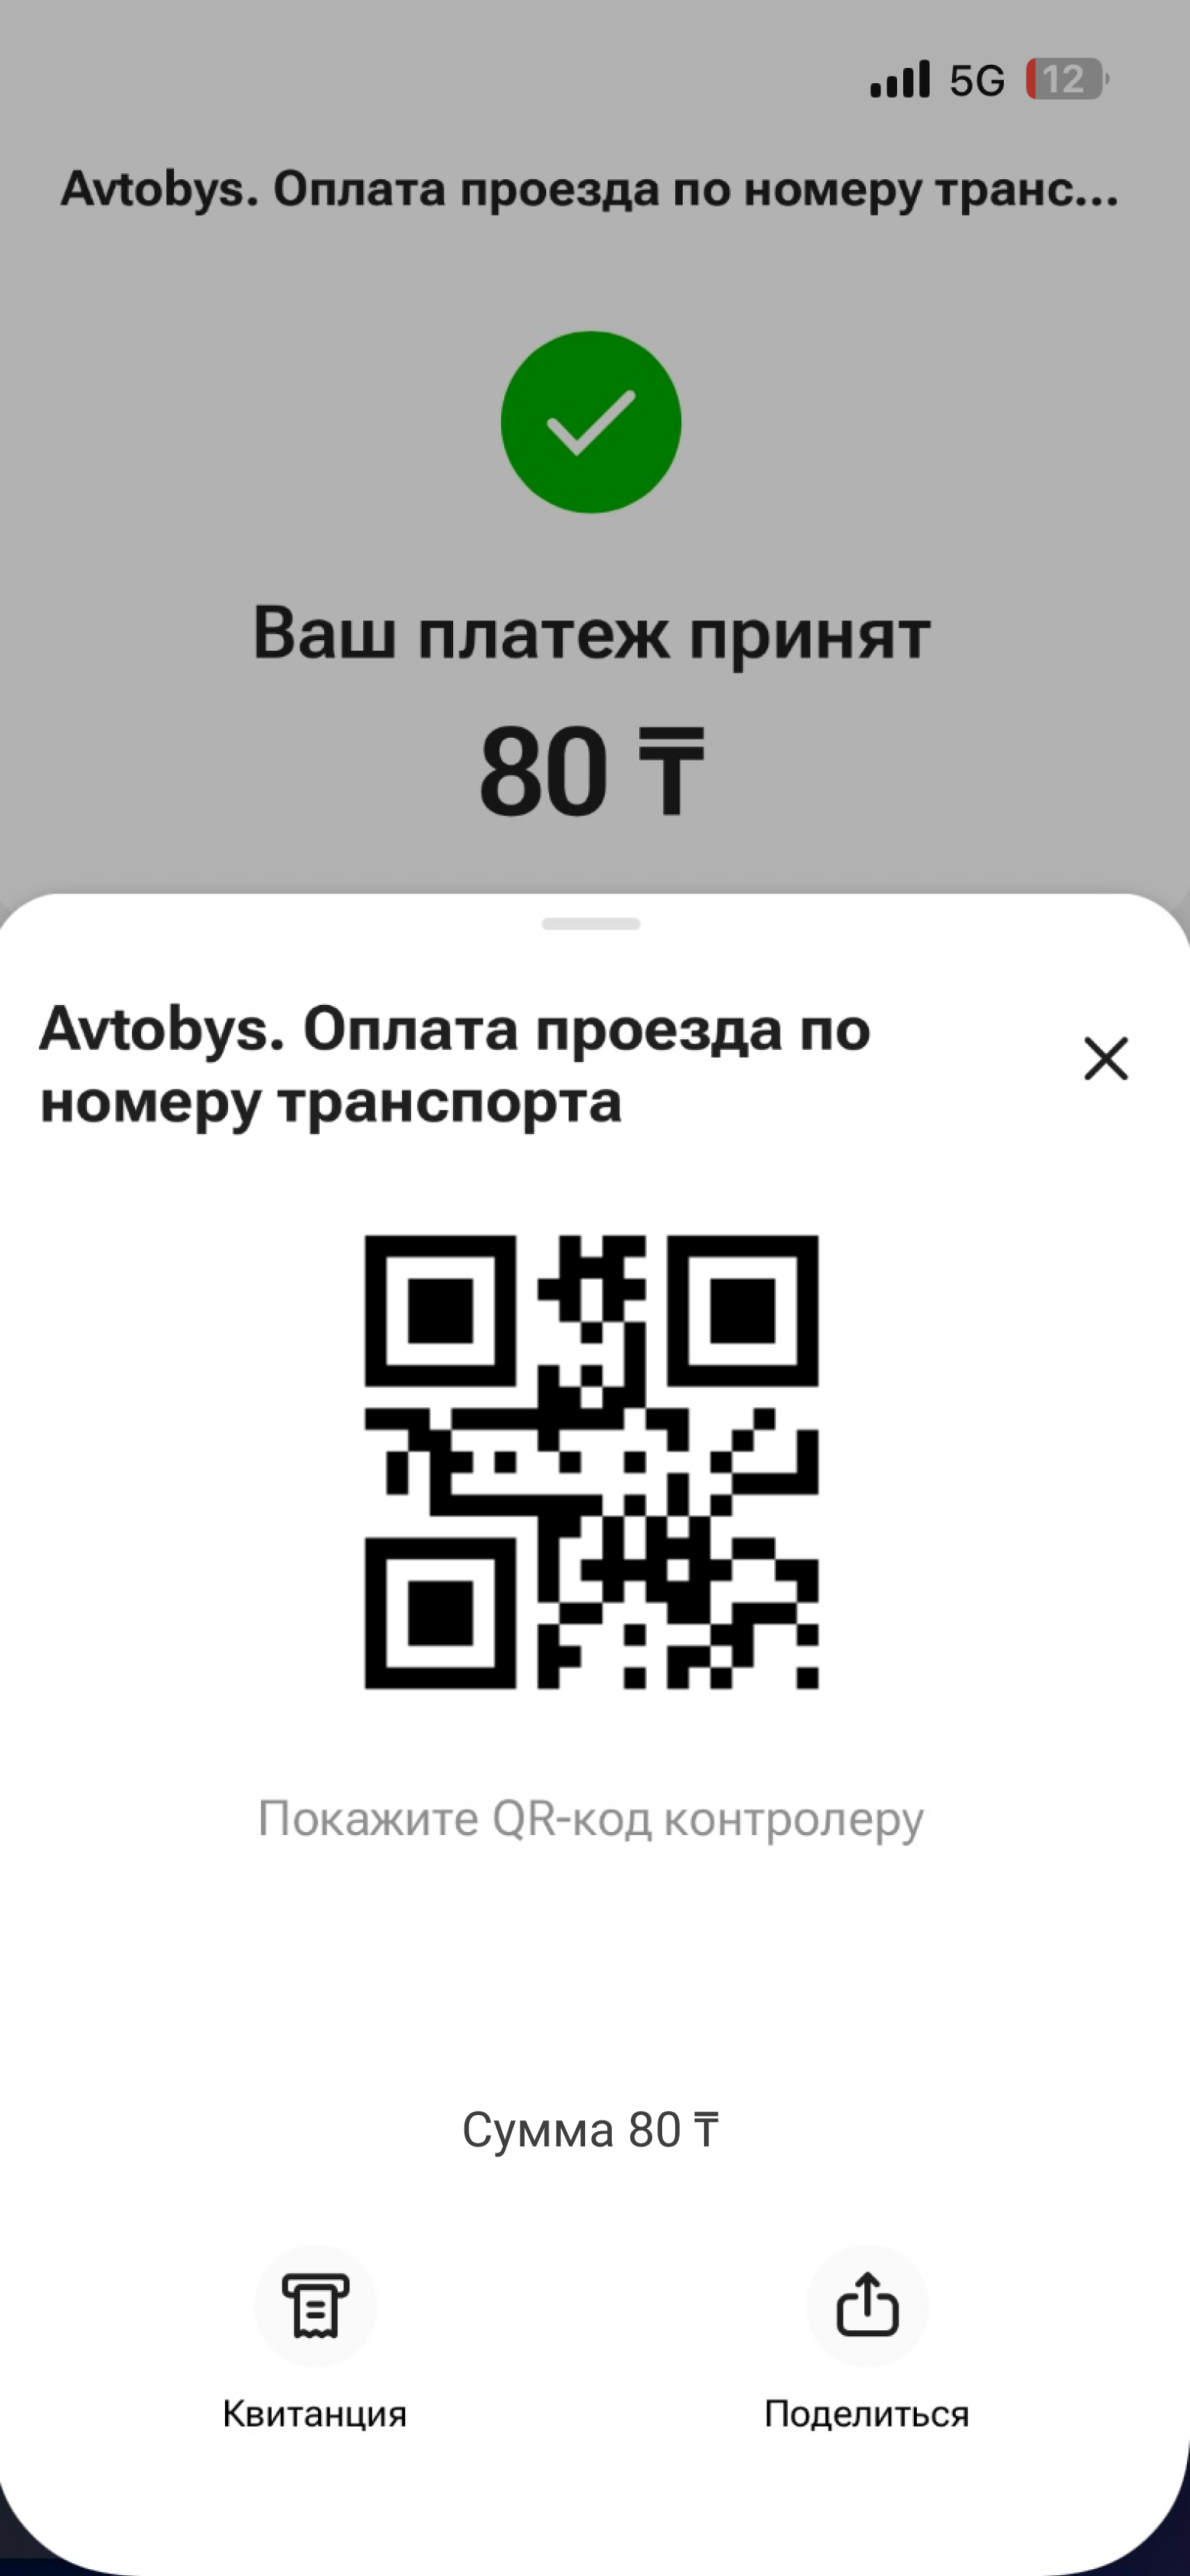 5G 12
Avtobys. Оплата проезда по номеру транс...
Ваш платеж принят
80 ₸
Avtobys. Оплата проезда по
номеру транспорта
Покажите QR-код контролеру
Сумма 80 ₸
Квитанция
Поделиться